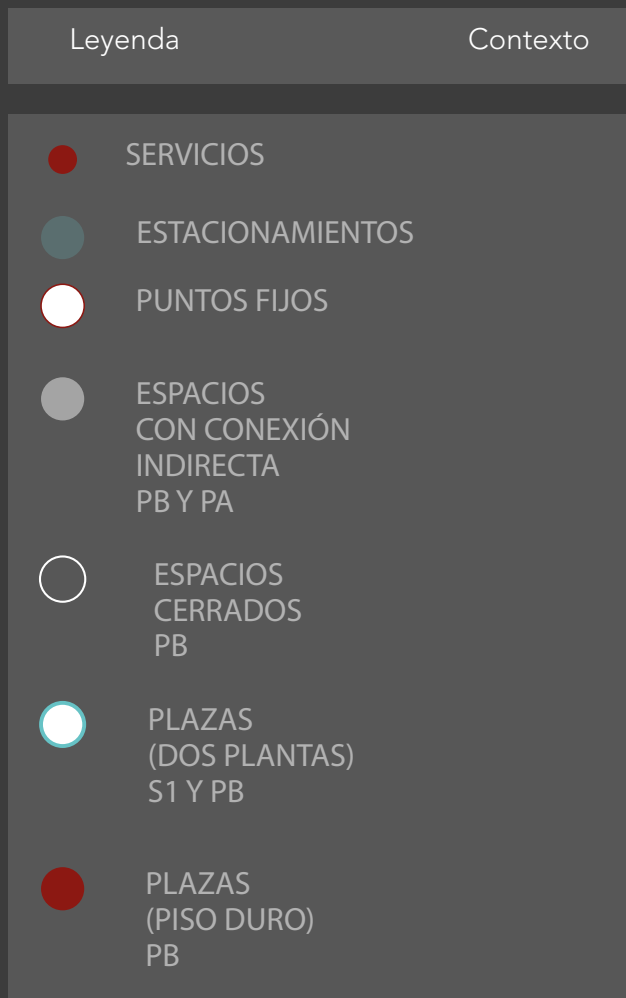 Leyenda
Contexto
SERVICIOS
ESTACIONAMIENTOS
PUNTOS FIJOS
ESPACIOS
CON CONEXIÓN
INDIRECTA
PB Y PA
ESPACIOS
CERRADOS
PB
PLAZAS
(DOS PLANTAS)
S1 Y PB
PLAZAS
(PISO DURO)
PB